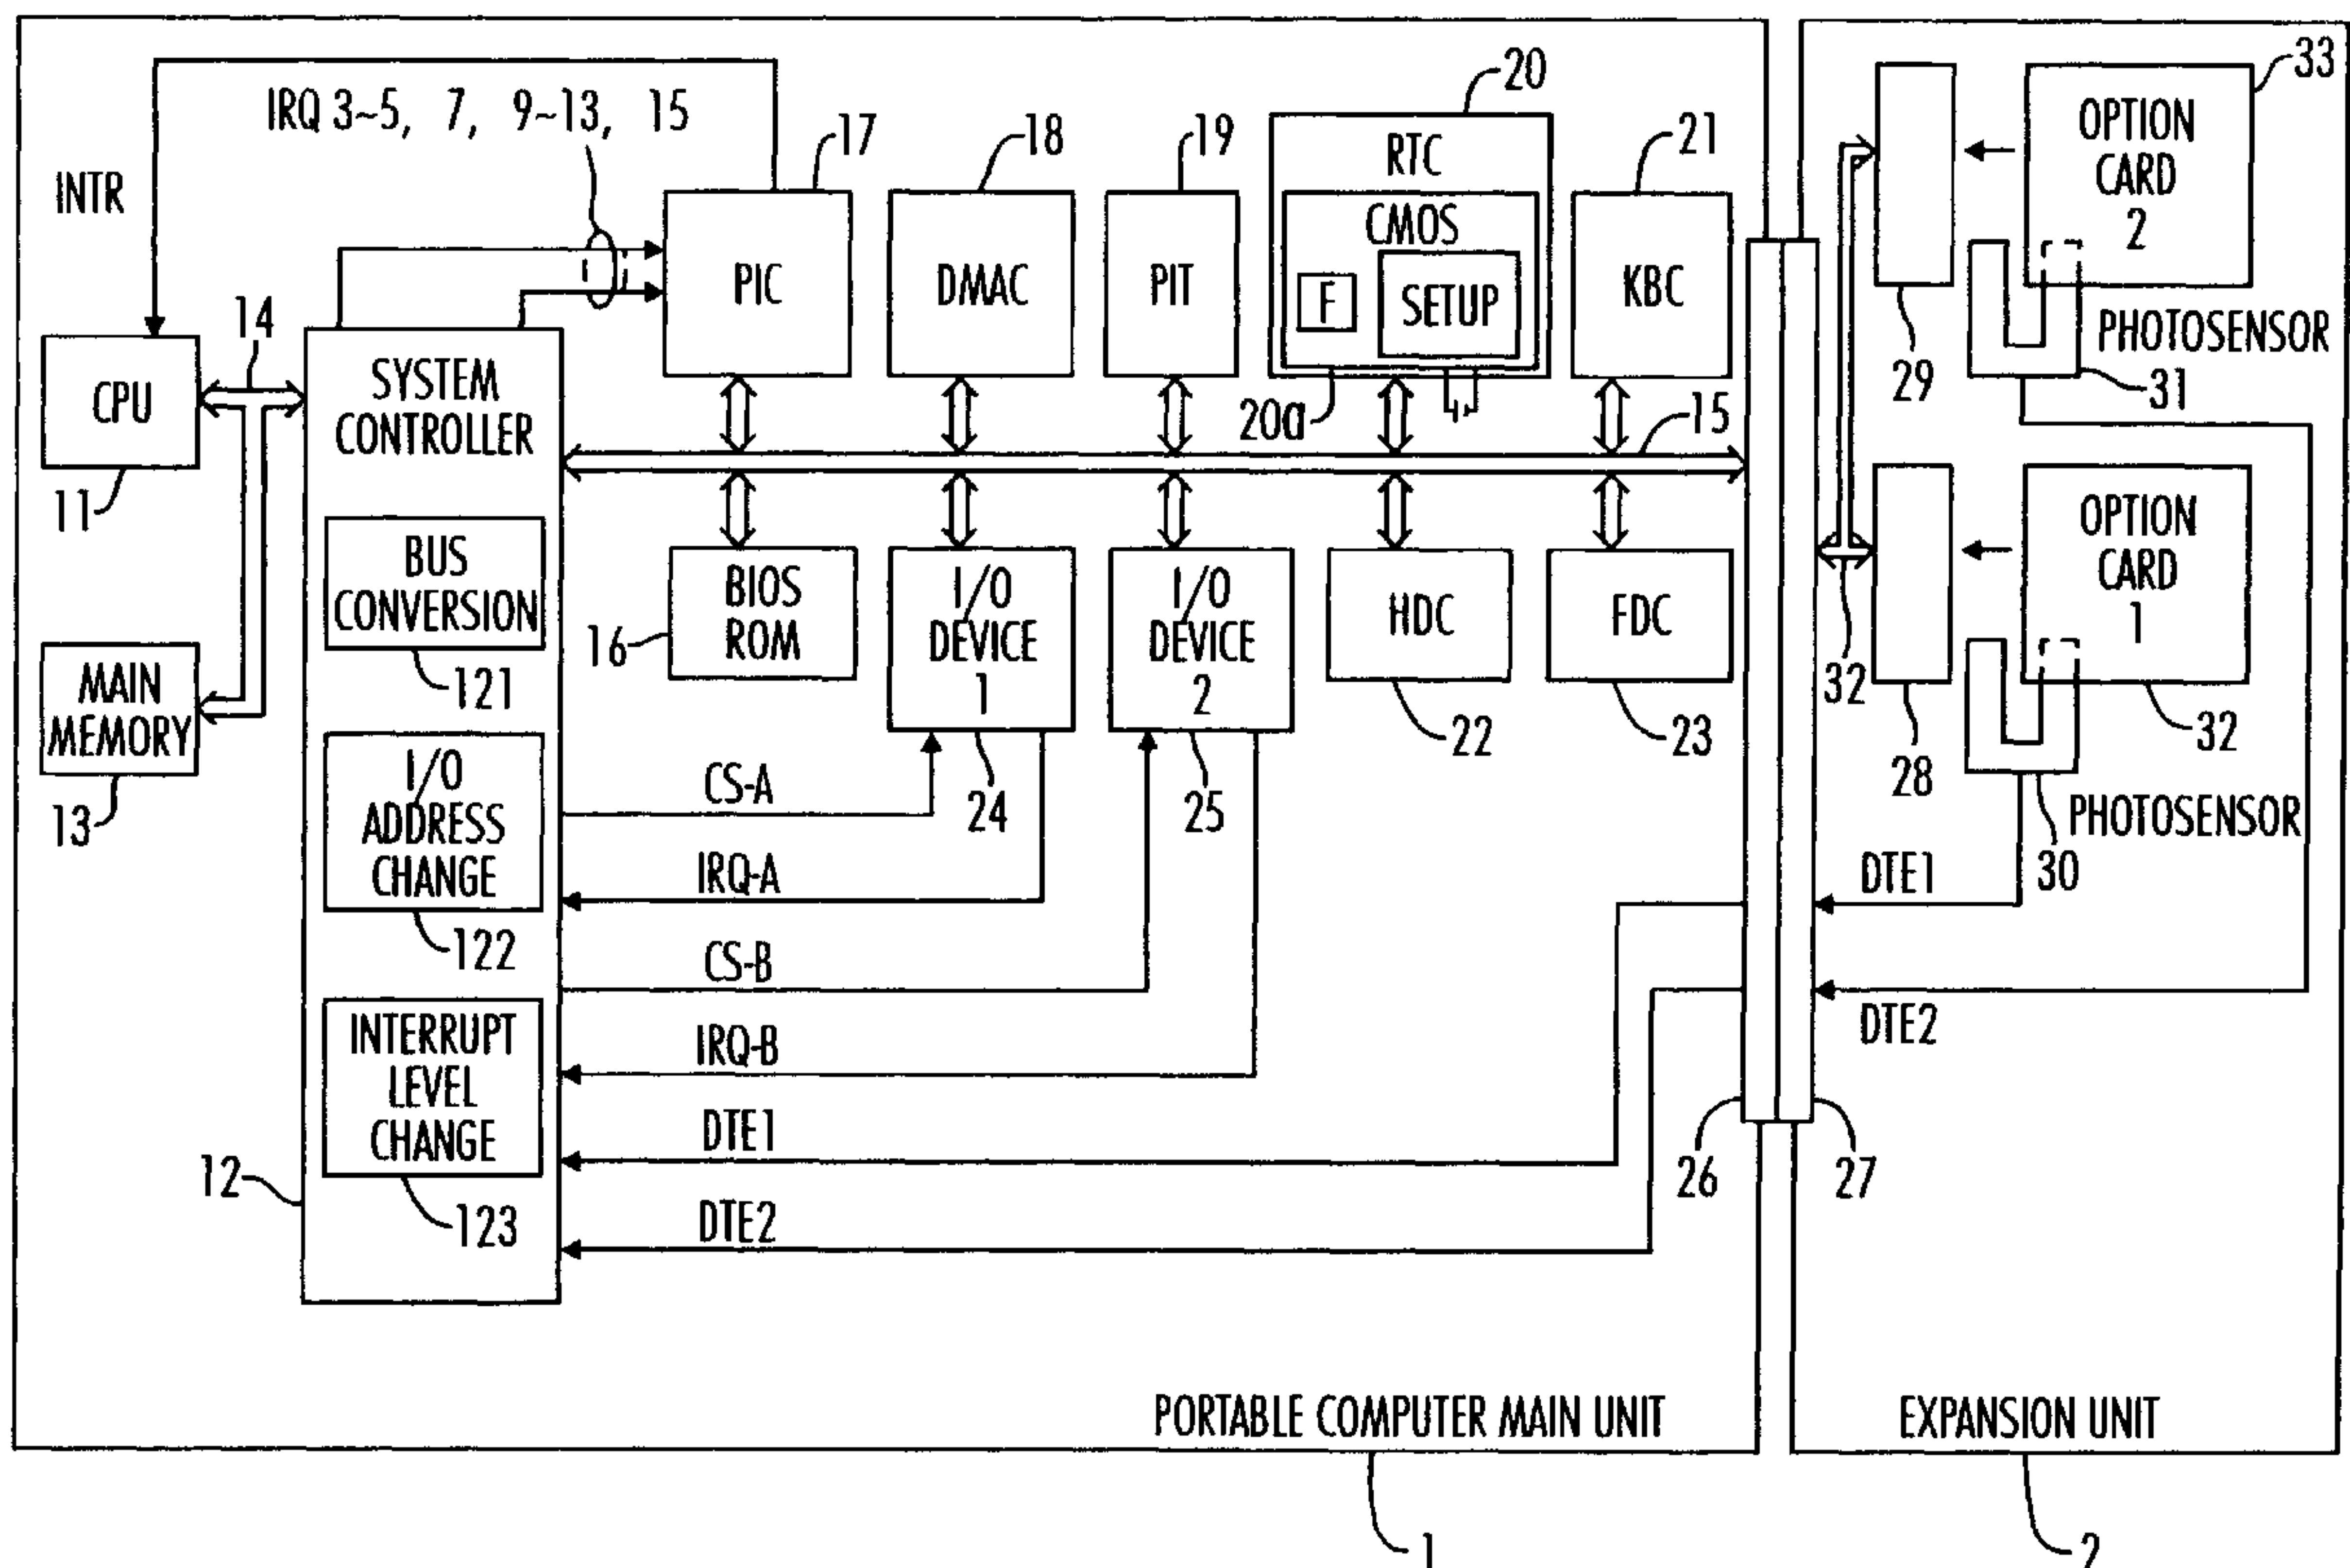 20
33
IRQ 3~5, 7, 9~13, 15
17
18
19
RTC
21
OPTION
CARD
2
INTR
CMOS
PIC
DMAC
PIT
F
SETUP
KBC
14
PHOTOSENSOR
29
31
CPU
SYSTEM
CONTROLLER
20a
15
11
OPTION
CARD
1
BUS
CONVERSION
121
BIOS
ROM
16
I/O
DEVICE
1
I/O
DEVICE
2
HDC
FDC
32
MAIN
MEMORY
13
22
23
28
32
I/O
ADDRESS
CHANGE
122
CS-A
24
25
PHOTOSENSOR
30
IRQ-A
DTE1
CS-B
DTE2
INTERRUPT
LEVEL
CHANGE
123
IRQ-B
DTE1
26
27
12
DTE2
PORTABLE COMPUTER MAIN UNIT
EXPANSION UNIT
1
2